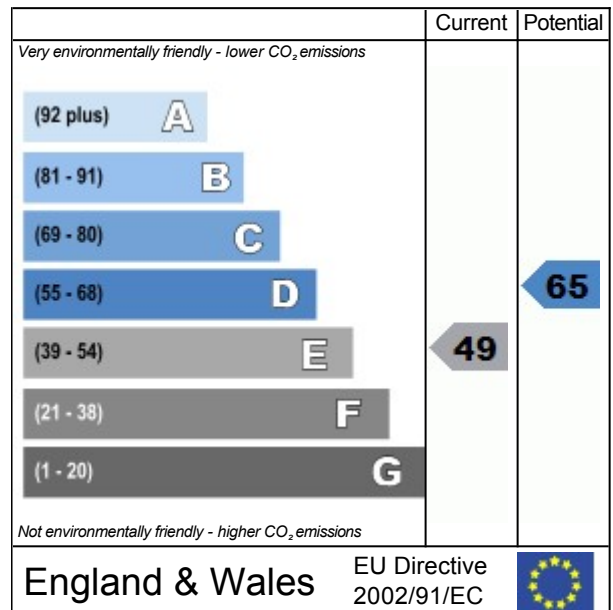 Current Potential
Very environmentally friendly - lower CO₂ emissions
(92 plus) A
(81 - 91) B
(69 - 80) C
(55 - 68) D
65
(39 - 54) E
49
(21 - 38) F
(1 - 20) G
Not environmentally friendly - higher CO₂ emissions
England & Wales
EU Directive
2002/91/EC